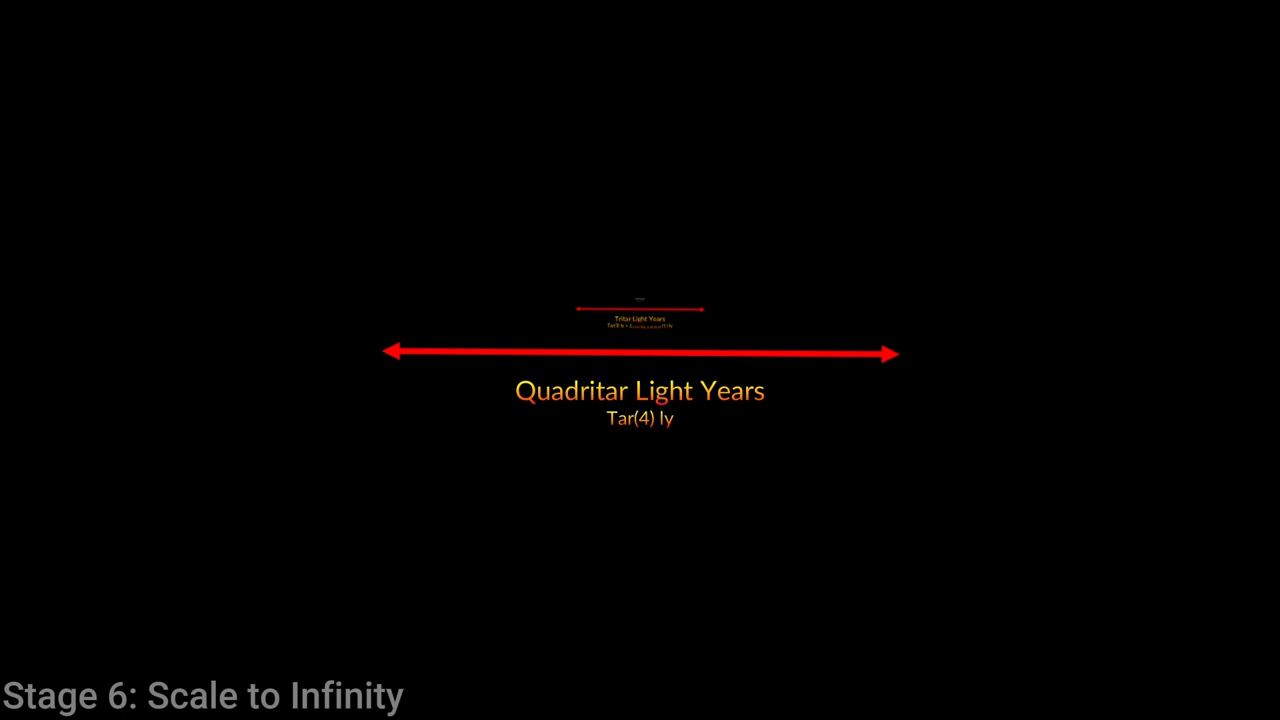 Tritar Light Years
Quadritar Light Years
Tar(4) ly
Stage 6: Scale to Infinity